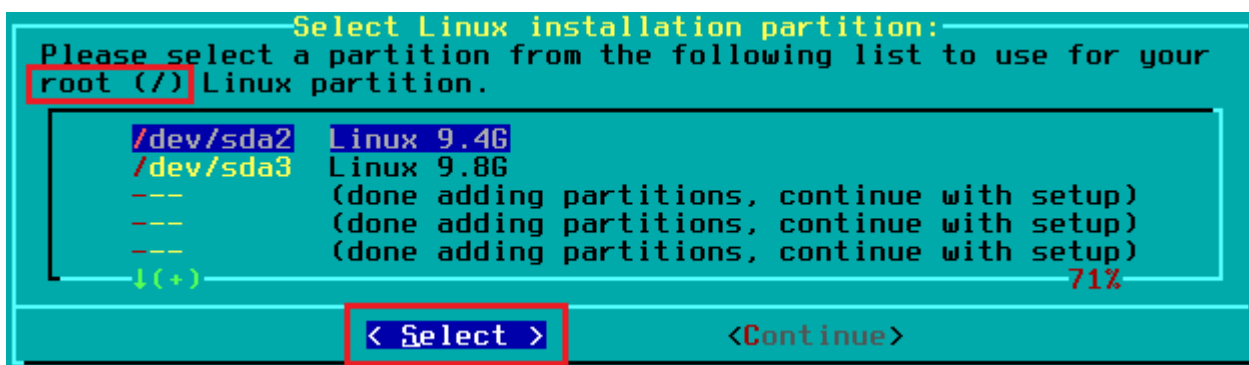 Select Linux installation partition:
Please select a partition from the following list to use for your
root (/) Linux partition.
/dev/sda2 Linux 9.4G
/dev/sda3 Linux 9.8G
--- (done adding partitions, continue with setup)
--- (done adding partitions, continue with setup)
--- (done adding partitions, continue with setup)
↓(+) 71%
< Select > <Continue>